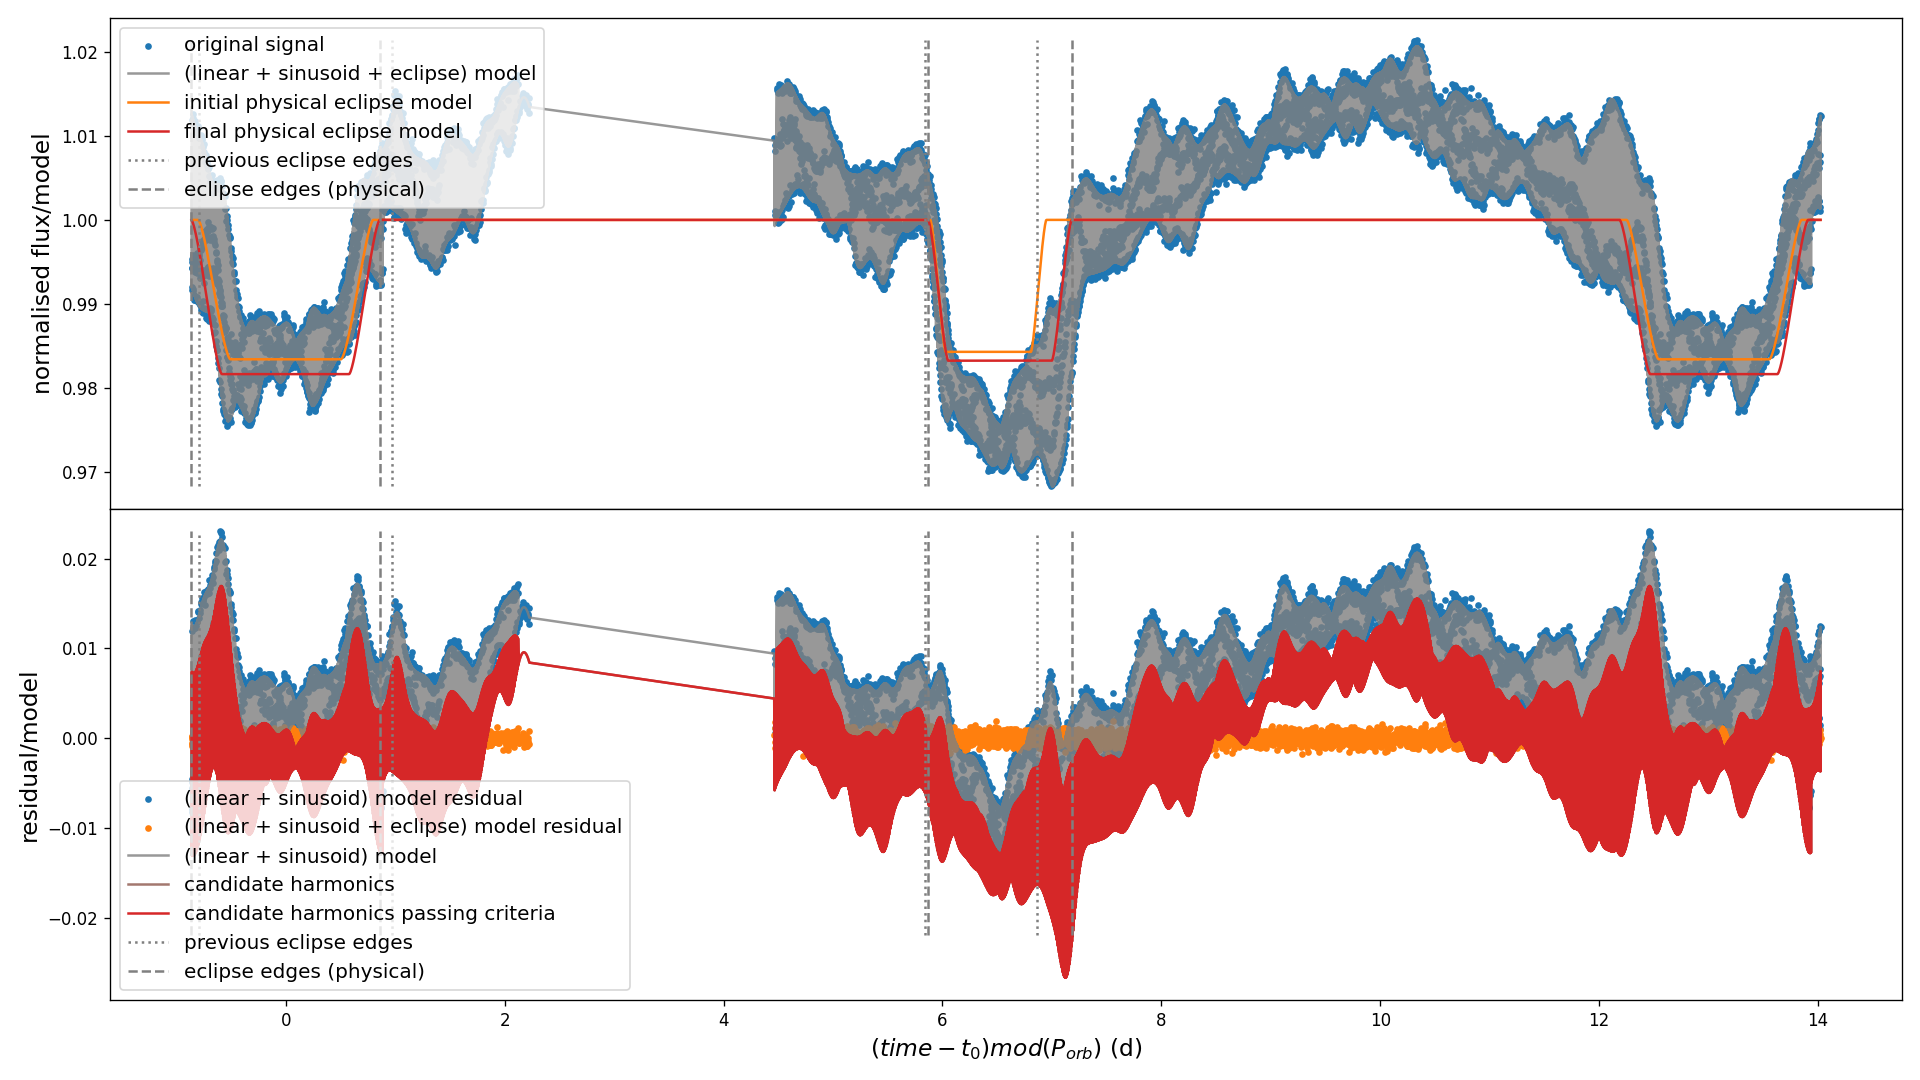 1.02
1.01
1.00
0.99
0.98
0.97
normalised flux/model
original signal
(linear + sinusoid + eclipse) model
initial physical eclipse model
final physical eclipse model
previous eclipse edges
eclipse edges (physical)
0.02
0.01
0.00
−0.01
−0.02
residual/model
(linear + sinusoid) model residual
(linear + sinusoid + eclipse) model residual
(linear + sinusoid) model
candidate harmonics
candidate harmonics passing criteria
previous eclipse edges
eclipse edges (physical)
0 2 4 6 8 10 12 14
(time − t₀)mod(P_orb) (d)